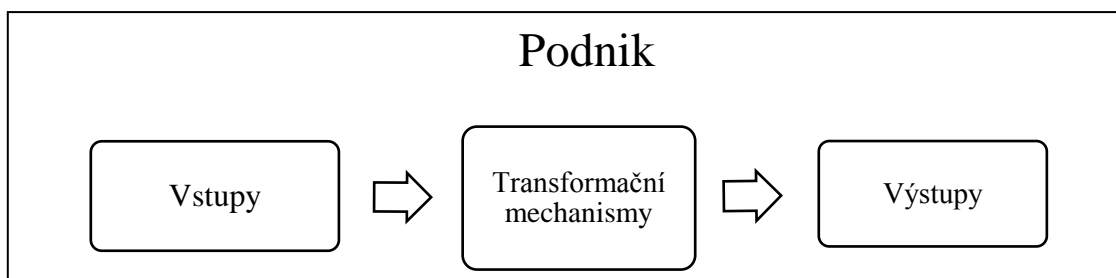 Podnik
Vstupy
Transformační
mechanismy
Výstupy